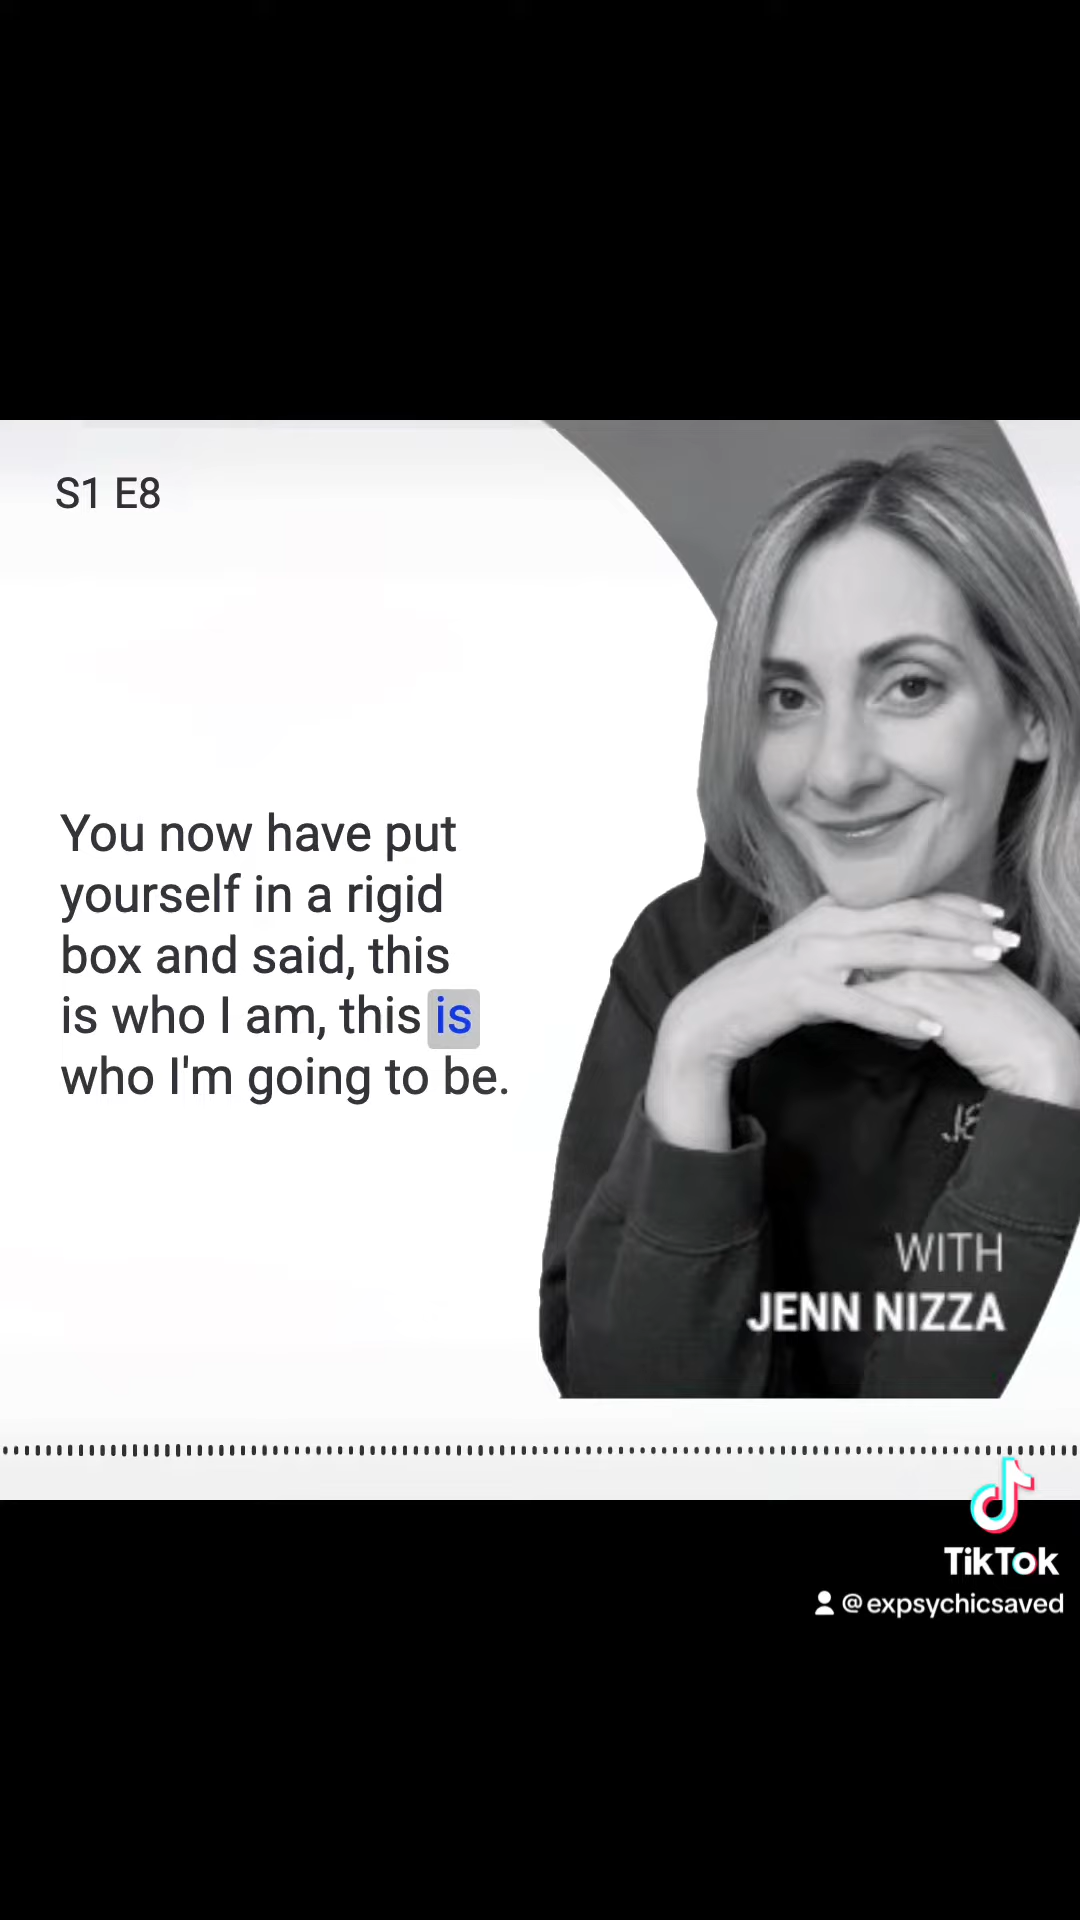 S1 E8
You now have put
yourself in a rigid
box and said, this
is who I am, this is
who I'm going to be.
WITH
JENN NIZZA
TikTok
@expsychicsaved